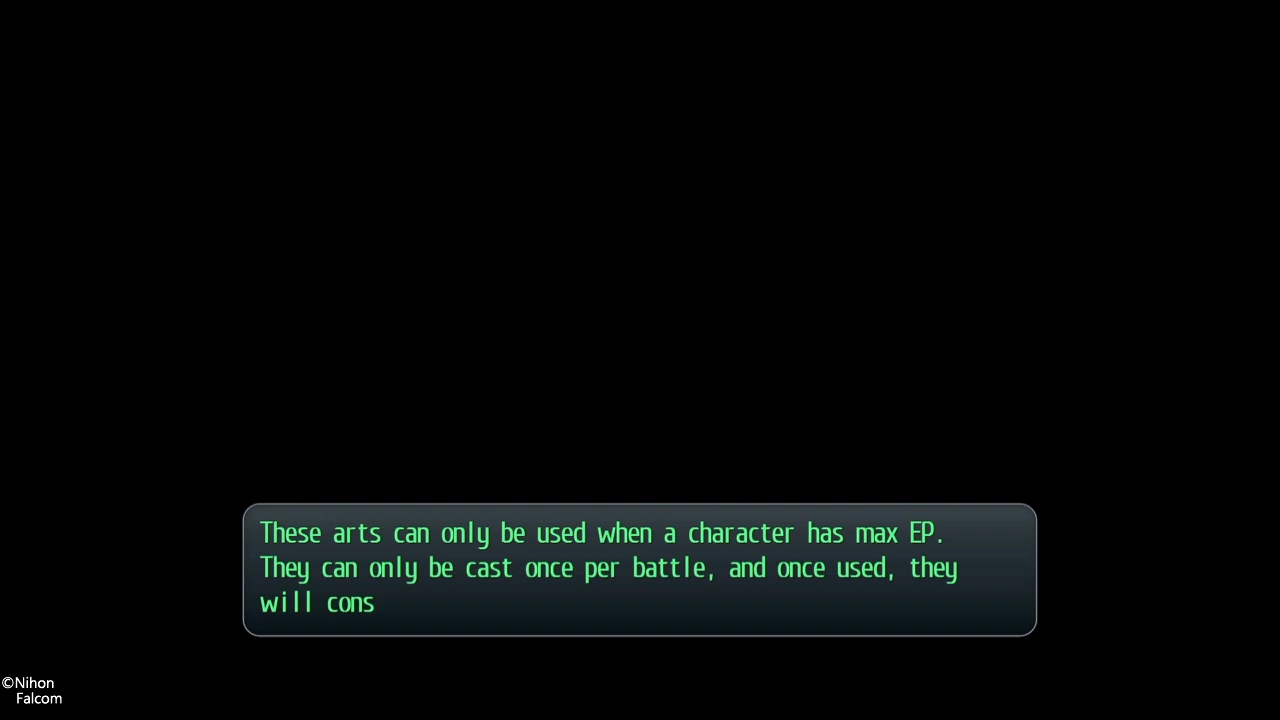 These arts can only be used when a character has max EP.
They can only be cast once per battle, and once used, they
will cons
©Nihon
Falcom